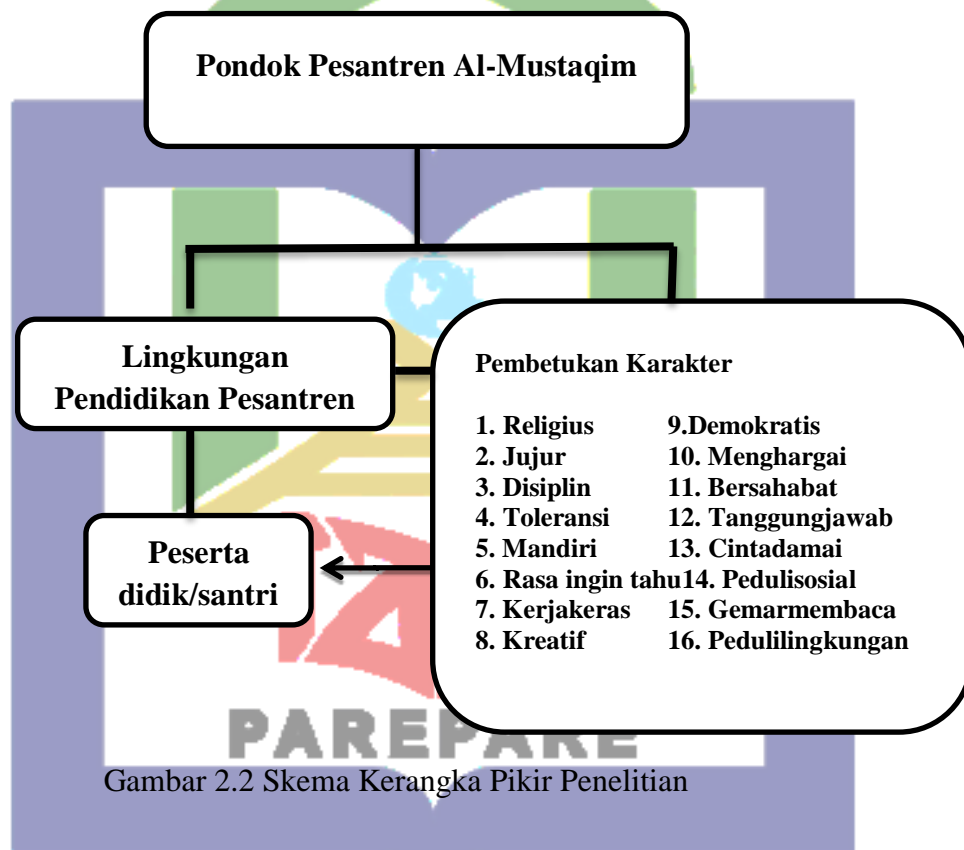 Pondok Pesantren Al-Mustaqim
Lingkungan
Pendidikan Pesantren
Pembetukan Karakter
1. Religius 9.Demokratis
2. Jujur 10. Menghargai
3. Disiplin 11. Bersahabat
4. Toleransi 12. Tanggungjawab
5. Mandiri 13. Cintadamai
6. Rasa ingin tahu14. Pedulisosial
7. Kerjakeras 15. Gemarmembaca
8. Kreatif 16. Pedulilingkungan
Peserta
didik/santri
PAREPARE
Gambar 2.2 Skema Kerangka Pikir Penelitian